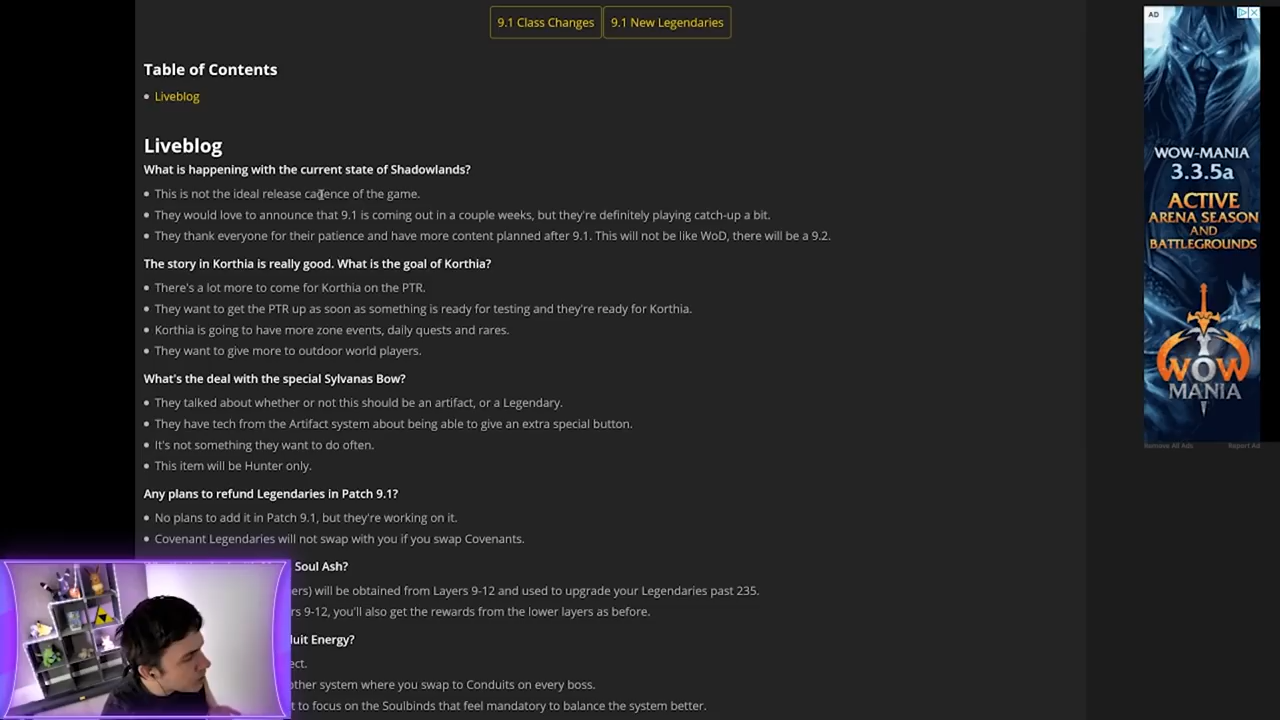 9.1 Class Changes
9.1 New Legendaries
Table of Contents
Liveblog
Liveblog
What is happening with the current state of Shadowlands?
This is not the ideal release cadence of the game.
They would love to announce that 9.1 is coming out in a couple weeks, but they're definitely playing catch-up a bit.
They thank everyone for their patience and have more content planned after 9.1. This will not be like WoD, there will be a 9.2.
The story in Korthia is really good. What is the goal of Korthia?
There's a lot more to come for Korthia on the PTR.
They want to get the PTR up as soon as something is ready for testing and they're ready for Korthia.
Korthia is going to have more zone events, daily quests and rares.
They want to give more to outdoor world players.
What's the deal with the special Sylvanas Bow?
They talked about whether or not this should be an artifact, or a Legendary.
They have tech from the Artifact system about being able to give an extra special button.
It's not something they want to do often.
This item will be Hunter only.
Any plans to refund Legendaries in Patch 9.1?
No plans to add it in Patch 9.1, but they're working on it.
Covenant Legendaries will not swap with you if you swap Covenants.
Soul Ash?
ers) will be obtained from Layers 9-12 and used to upgrade your Legendaries past 235.
rs 9-12, you'll also get the rewards from the lower layers as before.
duit Energy?
ect.
other system where you swap to Conduits on every boss.
t to focus on the Soulbinds that feel mandatory to balance the system better.
AD
WOW-MANIA
3.3.5a
ACTIVE
ARENA SEASON
AND
BATTLEGROUNDS
WOW
MANIA
Remove All Ads
Report Ad